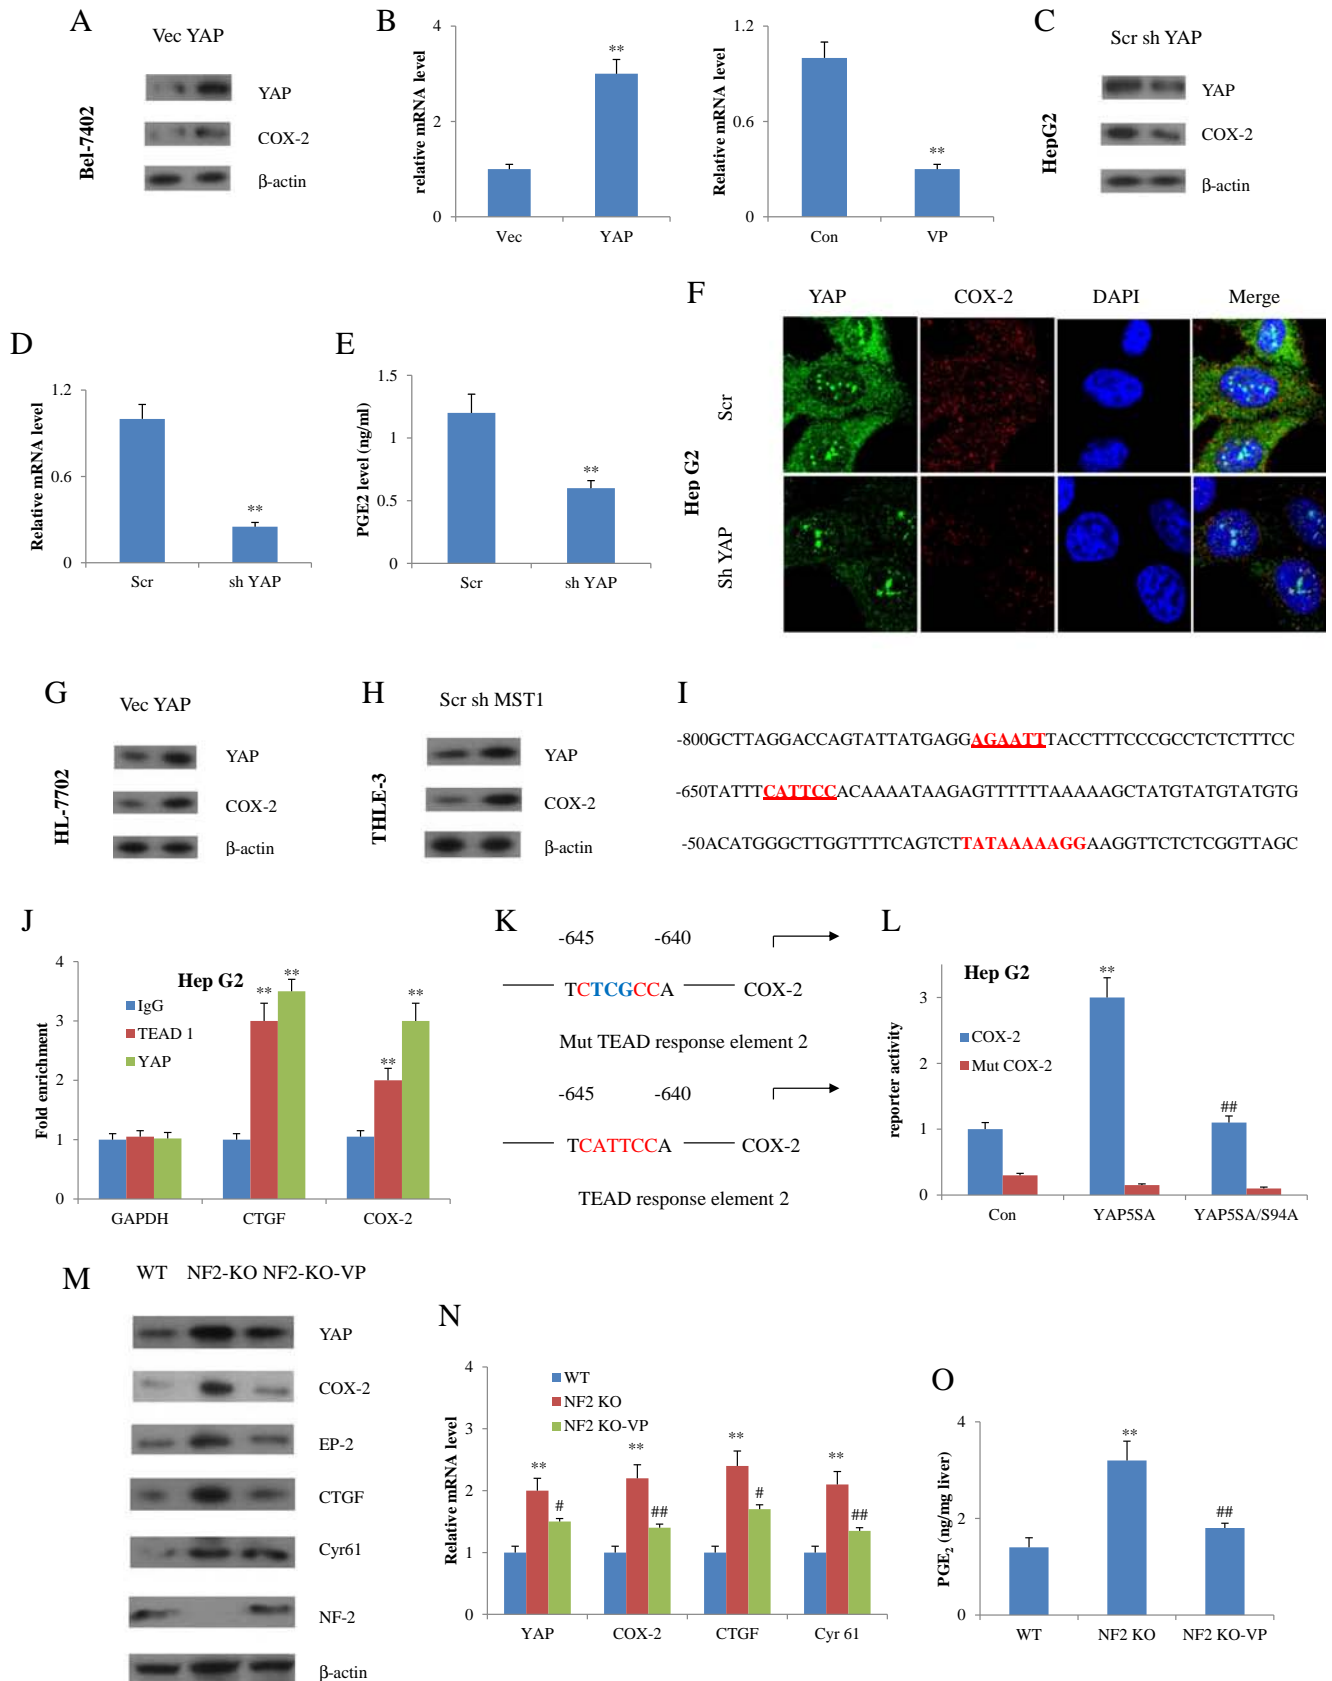 A
Vec YAP
Bel-7402
YAP
COX-2
β-actin
B
relative mRNA level
4
2
0
**
Vec
YAP
Relative mRNA level
1.2
0.6
0
**
Con
VP
C
Scr sh YAP
HepG2
YAP
COX-2
β-actin
D
Relative mRNA level
1.2
0.6
0
**
Scr
sh YAP
E
PGE2 level (ng/ml)
1.5
1
0.5
0
**
Scr
sh YAP
F
YAP
COX-2
DAPI
Merge
Hep G2
Scr
Sh YAP
G
Vec YAP
HL-7702
YAP
COX-2
β-actin
H
Scr sh MST1
THLE-3
YAP
COX-2
β-actin
I
-800GCTTAGGACCAGTATTATGAGGAGAATTTACCTTTCCCGCCTCTCTTTCC
-650TATTTCATTCCACAAAATAAGAGTTTTTTAAAAAGCTATGTATGTATGTG
-50ACATGGGCTTGGTTTTCAGTCTTATAAAAAGGAAGGTTCTCTCGGTTAGC
J
Hep G2
IgG
TEAD 1
YAP
Fold enrichment
4
3
2
1
0
**
**
**
**
GAPDH
CTGF
COX-2
K
-645
-640
TCTCGCCA
COX-2
Mut TEAD response element 2
-645
-640
TCATTCCA
COX-2
TEAD response element 2
L
Hep G2
COX-2
Mut COX-2
reporter activity
3
2
1
0
**
##
Con
YAP5SA
YAP5SA/S94A
M
WT NF2-KO NF2-KO-VP
YAP
COX-2
EP-2
CTGF
Cyr61
NF-2
β-actin
N
WT
NF2 KO
NF2 KO-VP
Relative mRNA level
4
3
2
1
0
**
#
**
##
**
#
**
##
YAP
COX-2
CTGF
Cyr 61
O
PGE₂ (ng/mg liver)
4
2
0
**
##
WT
NF2 KO
NF2 KO-VP